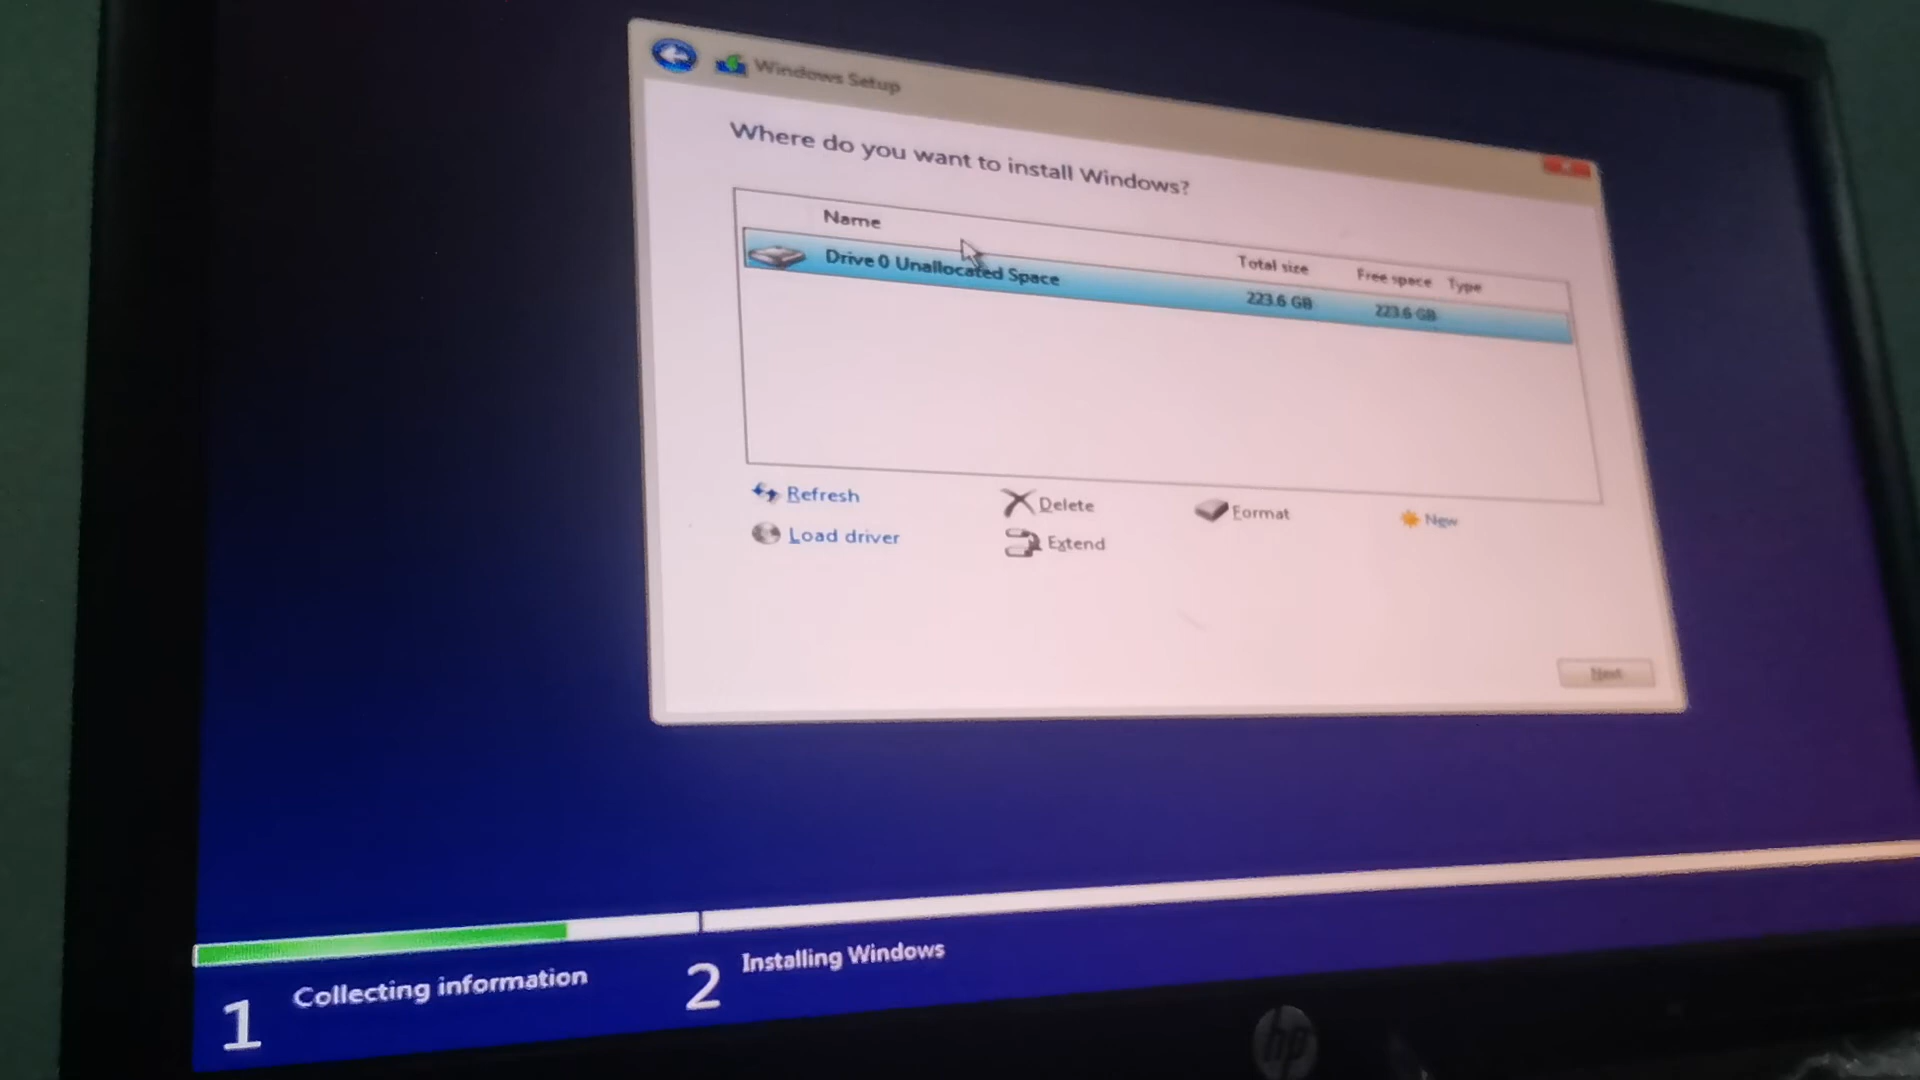 Windows Setup
Where do you want to install Windows?
Name Total size Free space Type
Drive 0 Unallocated Space 223.6 GB 223.6 GB
Refresh Delete Format New
Load driver Extend
Next
1 Collecting information 2 Installing Windows
hp